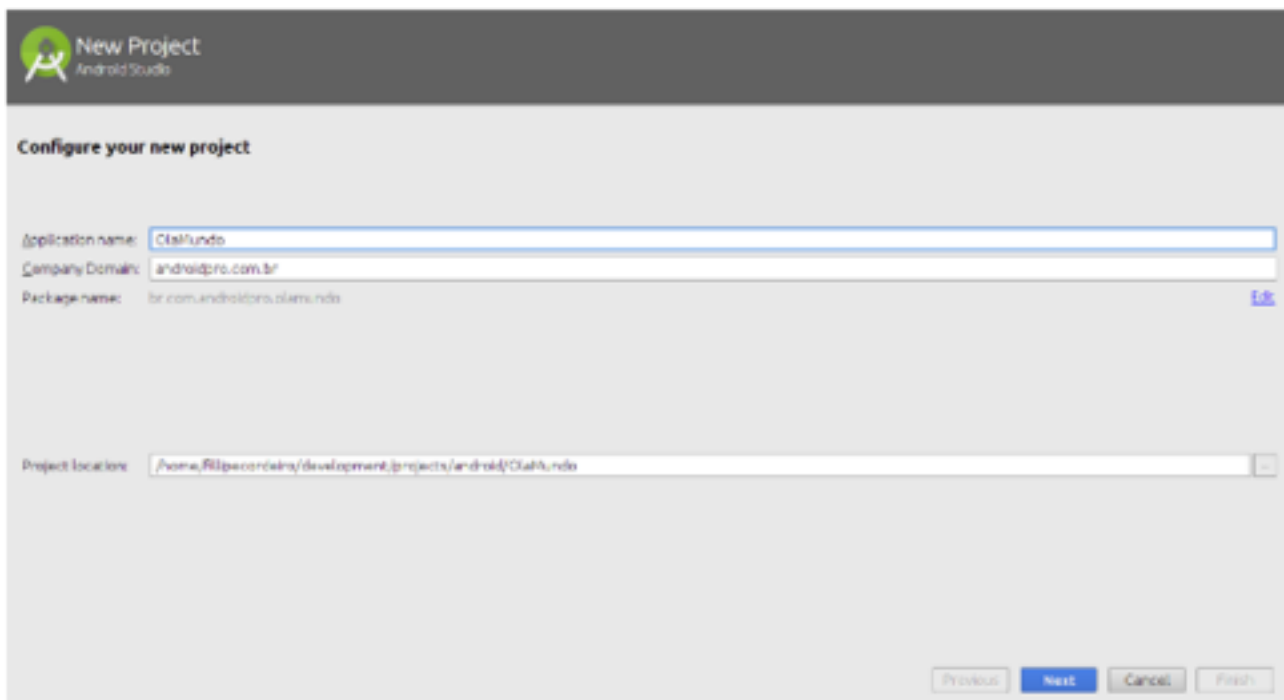 New Project
Android Studio
Configure your new project
Application name: OlaMundo
Company Domain: androidpro.com.br
Package name: br.com.androidpro.olamundo Edit
Project location: /home/filipecordeiro/development/projects/android/OlaMundo ...
Previous Next Cancel Finish